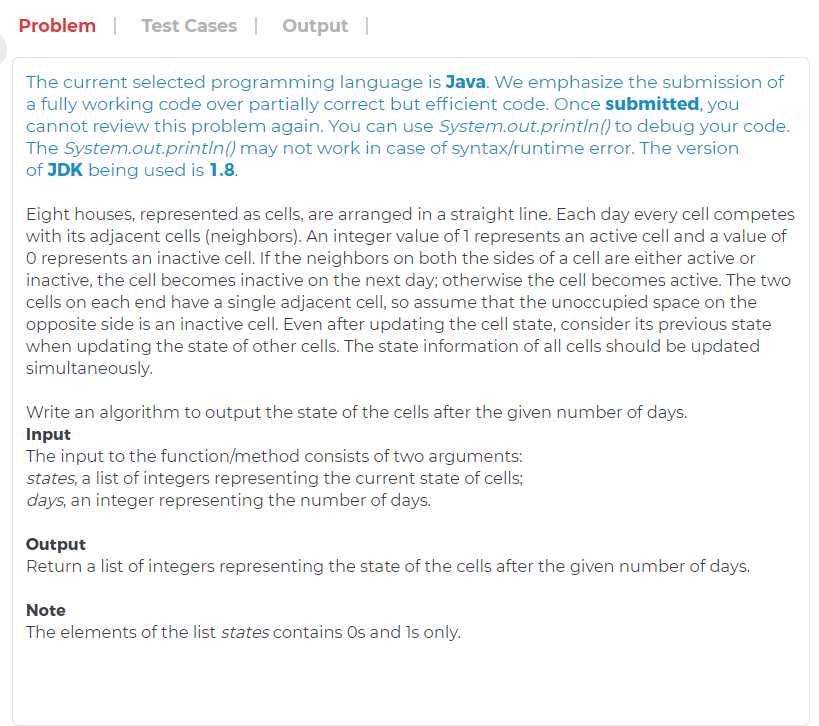 Problem | Test Cases | Output |
The current selected programming language is Java. We emphasize the submission of
a fully working code over partially correct but efficient code. Once submitted, you
cannot review this problem again. You can use System.out.println() to debug your code.
The System.out.println() may not work in case of syntax/runtime error. The version
of JDK being used is 1.8.
Eight houses, represented as cells, are arranged in a straight line. Each day every cell competes
with its adjacent cells (neighbors). An integer value of 1 represents an active cell and a value of
0 represents an inactive cell. If the neighbors on both the sides of a cell are either active or
inactive, the cell becomes inactive on the next day; otherwise the cell becomes active. The two
cells on each end have a single adjacent cell, so assume that the unoccupied space on the
opposite side is an inactive cell. Even after updating the cell state, consider its previous state
when updating the state of other cells. The state information of all cells should be updated
simultaneously.
Write an algorithm to output the state of the cells after the given number of days.
Input
The input to the function/method consists of two arguments:
states, a list of integers representing the current state of cells;
days, an integer representing the number of days.
Output
Return a list of integers representing the state of the cells after the given number of days.
Note
The elements of the list states contains 0s and 1s only.